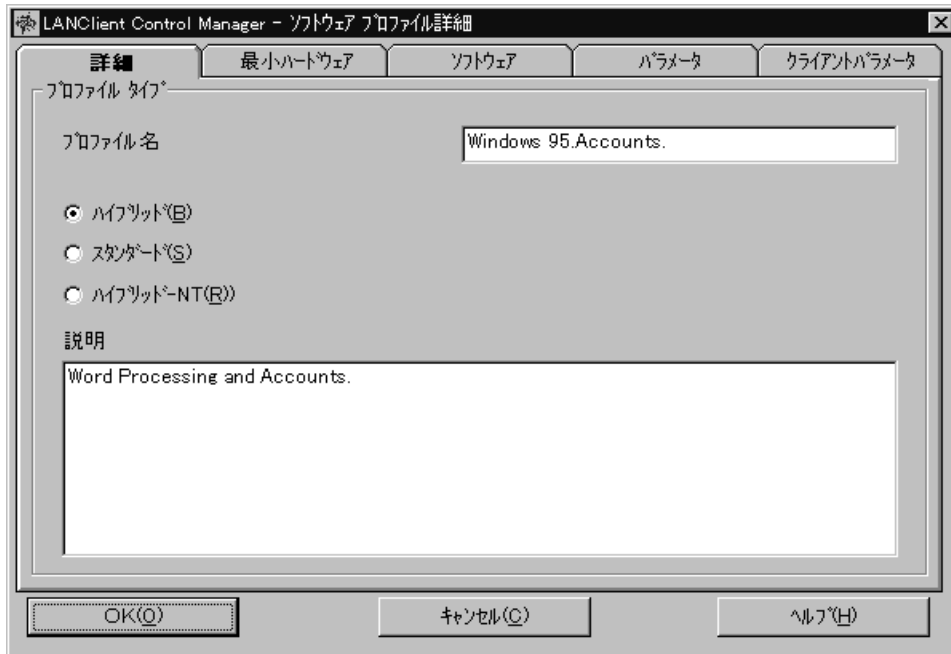 LANClient Control Manager - ソフトウェア プロファイル詳細
詳細 最小ハードウェア ソフトウェア パラメータ クライアントパラメータ
プロファイル タイプ
プロファイル名 Windows 95.Accounts.
ハイブリッド(B)
スタンダード(S)
ハイブリッド-NT(R))
説明
Word Processing and Accounts.
OK(O) キャンセル(C) ヘルプ(H)